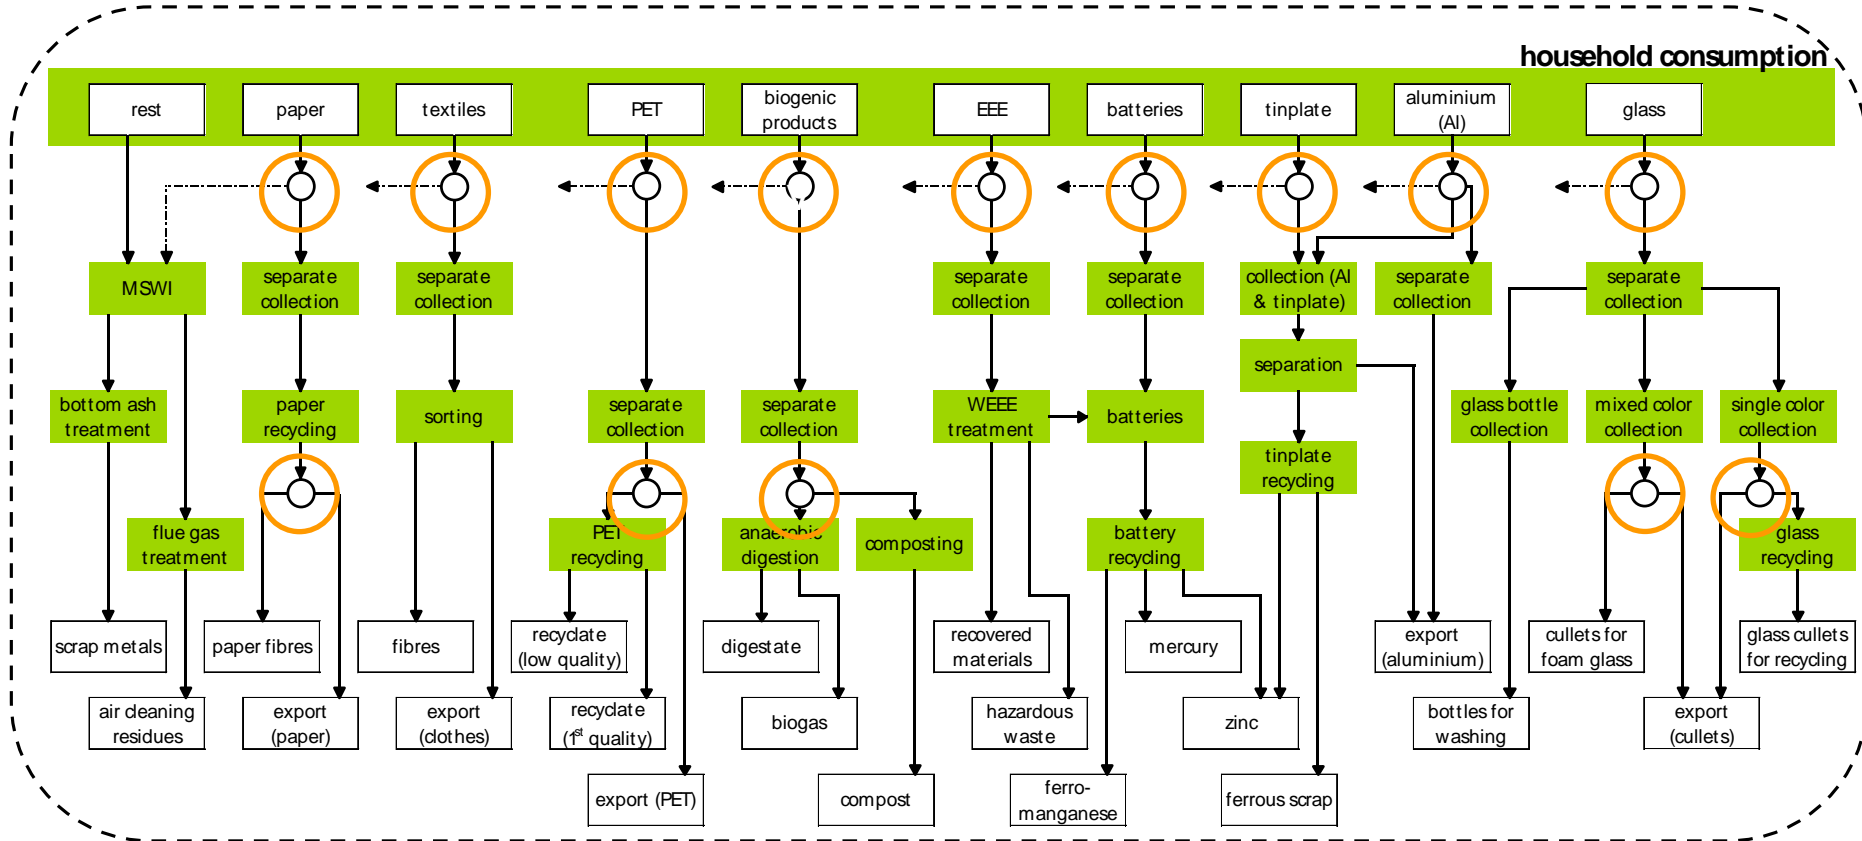 household consumption
rest
paper
textiles
PET
biogenic
products
EEE
batteries
tinplate
aluminium
(Al)
glass
MSWI
separate
collection
separate
collection
separate
collection
separate
collection
collection (Al
& tinplate)
separate
collection
separate
collection
separation
bottom ash
treatment
paper
recycling
sorting
separate
collection
separate
collection
WEEE
treatment
batteries
glass bottle
collection
mixed color
collection
single color
collection
tinplate
recycling
flue gas
treatment
PET
recycling
anaerobic
digestion
composting
battery
recycling
glass
recycling
scrap metals
paper fibres
fibres
recyclate
(low quality)
digestate
recovered
materials
mercury
export
(aluminium)
cullets for
foam glass
glass cullets
for recycling
air cleaning
residues
export
(paper)
export
(clothes)
recyclate
(1st quality)
biogas
hazardous
waste
zinc
bottles for
washing
export
(cullets)
export (PET)
compost
ferro-
manganese
ferrous scrap